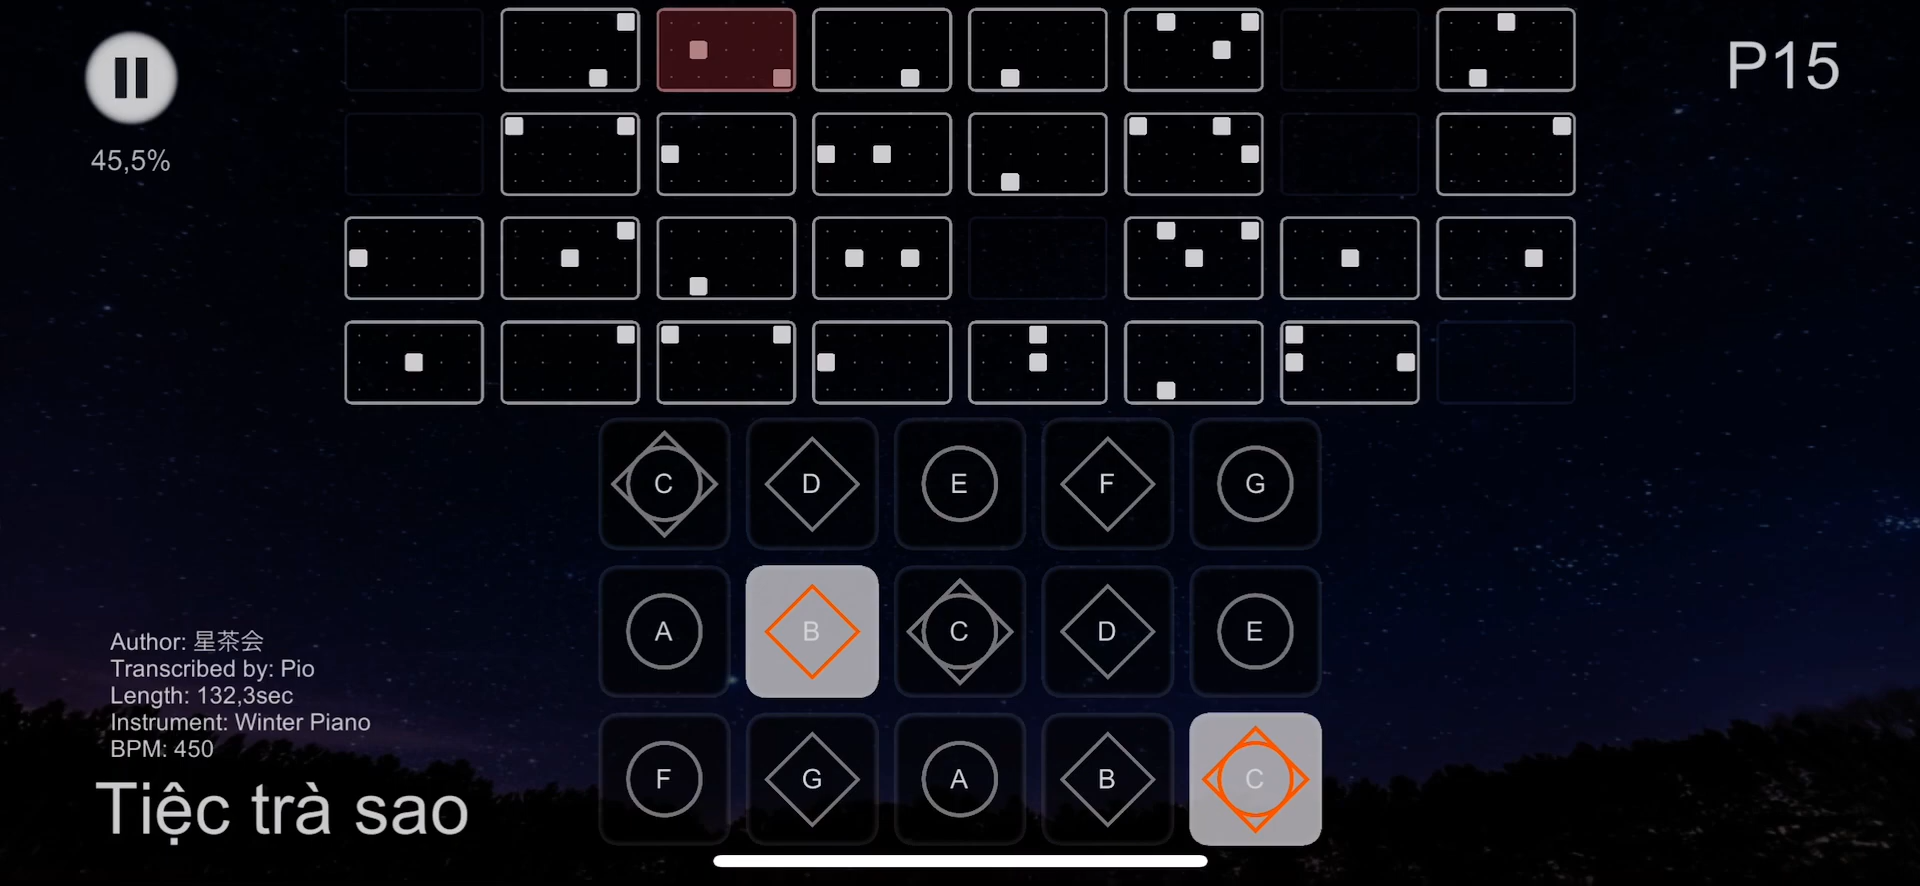 P15
45,5%
C D E F G
A B C D E
F G A B C
Author: 星茶会
Transcribed by: Pio
Length: 132,3sec
Instrument: Winter Piano
BPM: 450
Tiệc trà sao